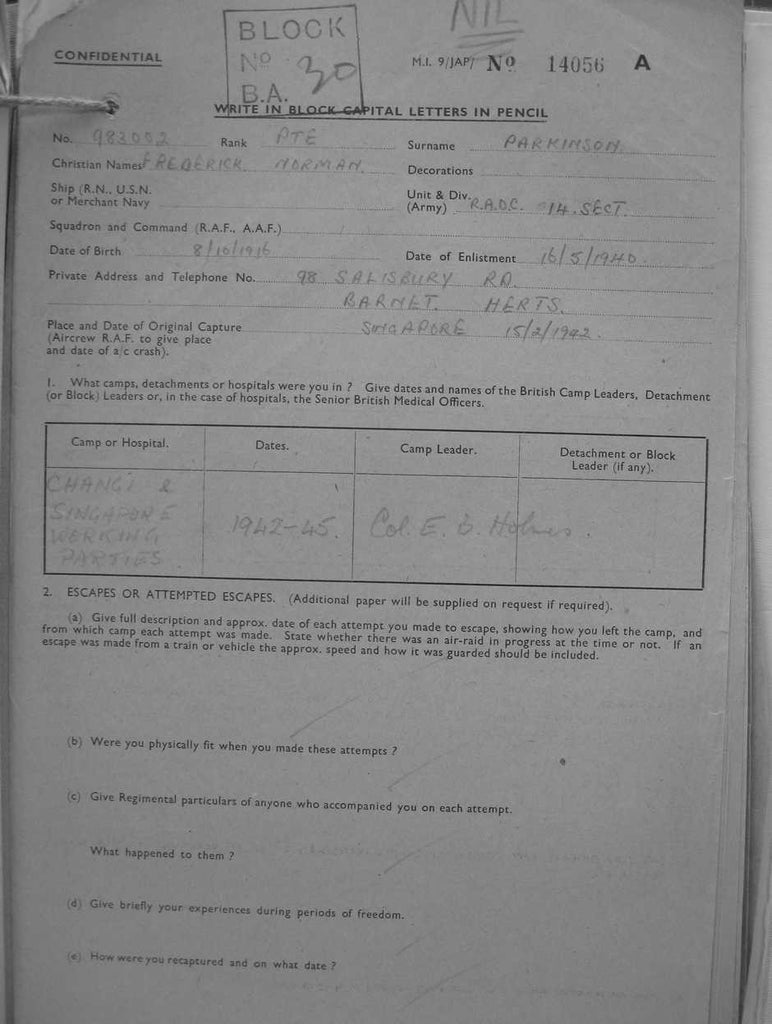 BLOCK
NIL
Nº 30
B.A.
CONFIDENTIAL
M.I. 9/JAP/ Nº 14056 A
WRITE IN BLOCK CAPITAL LETTERS IN PENCIL
No. 983002 Rank PTE Surname PARKINSON
Christian Names FREDERICK NORMAN Decorations
Ship (R.N., U.S.N. or Merchant Navy
Unit & Div. (Army) R.A.O.C. 14. SECT.
Squadron and Command (R.A.F., A.A.F.)
Date of Birth 8/10/1916 Date of Enlistment 16/5/1940.
Private Address and Telephone No. 98 SALISBURY RD.
BARNET. HERTS.
Place and Date of Original Capture SINGAPORE 15/2/1942.
(Aircrew R.A.F. to give place
and date of a/c crash).
1. What camps, detachments or hospitals were you in ? Give dates and names of the British Camp Leaders, Detachment
(or Block) Leaders or, in the case of hospitals, the Senior British Medical Officers.
Camp or Hospital. Dates. Camp Leader. Detachment or Block
Leader (if any).
CHANGI &
SINGAPORE
WORKING
PARTIES
1942-45. Col. E. B. Holmes.
2. ESCAPES OR ATTEMPTED ESCAPES. (Additional paper will be supplied on request if required).
(a) Give full description and approx. date of each attempt you made to escape, showing how you left the camp, and
from which camp each attempt was made. State whether there was an air-raid in progress at the time or not. If an
escape was made from a train or vehicle the approx. speed and how it was guarded should be included.
(b) Were you physically fit when you made these attempts ?
(c) Give Regimental particulars of anyone who accompanied you on each attempt.
What happened to them ?
(d) Give briefly your experiences during periods of freedom.
(e) How were you recaptured and on what date ?